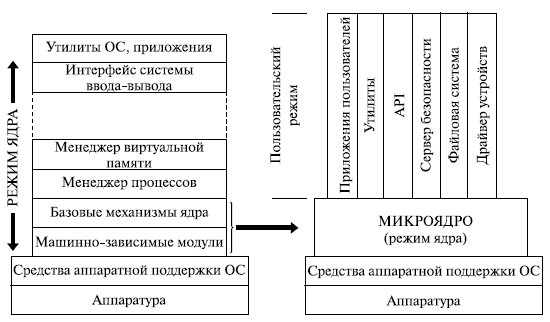 РЕЖИМ ЯДРА
Утилиты ОС, приложения
Интерфейс системы
ввода-вывода
Менеджер виртуальной
памяти
Менеджер процессов
Базовые механизмы ядра
Машинно-зависимые модули
Средства аппаратной поддержки ОС
Аппаратура
Пользовательский
режим
Приложения пользователей
Утилиты
API
Сервер безопасности
Файловая система
Драйвер устройств
МИКРОЯДРО
(режим ядра)
Средства аппаратной поддержки ОС
Аппаратура